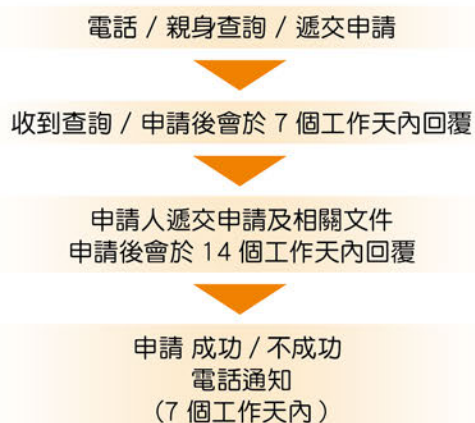 電話 / 親身查詢 / 遞交申請
收到查詢 / 申請後會於 7 個工作天內回覆
申請人遞交申請及相關文件
申請後會於 14 個工作天內回覆
申請 成功 / 不成功
電話通知
(7 個工作天內)